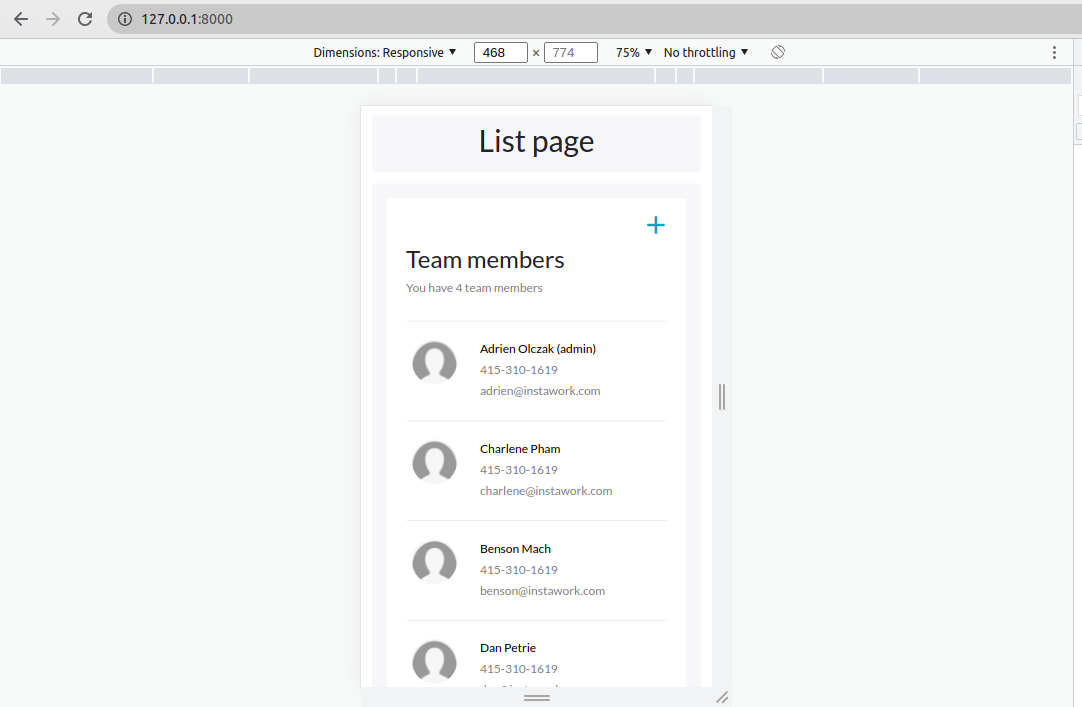 127.0.0.1:8000
Dimensions: Responsive 468 × 774 75% No throttling
List page
Team members
You have 4 team members
Adrien Olczak (admin)
415-310-1619
adrien@instawork.com
Charlene Pham
415-310-1619
charlene@instawork.com
Benson Mach
415-310-1619
benson@instawork.com
Dan Petrie
415-310-1619